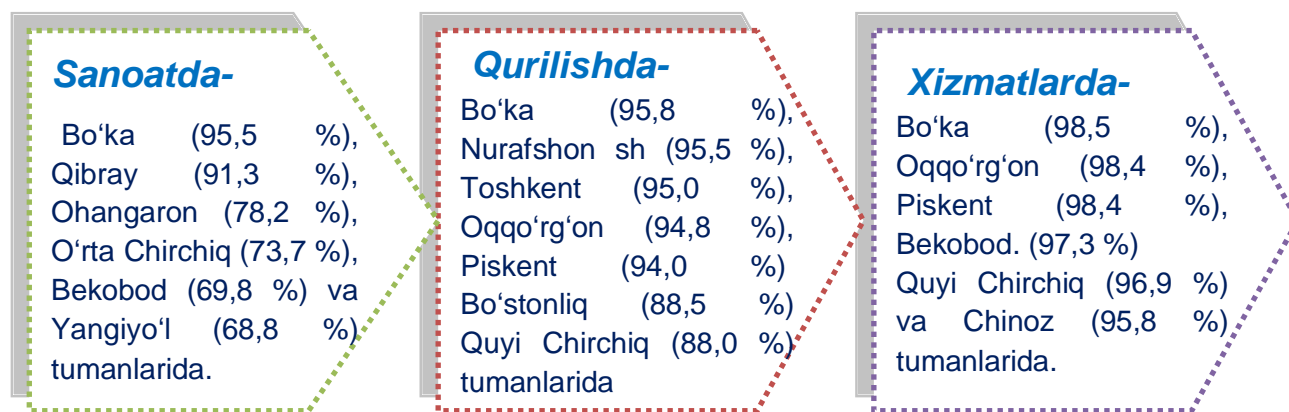 Sanoatda-
Bo‘ka (95,5 %),
Qibray (91,3 %),
Ohangaron (78,2 %),
O‘rta Chirchiq (73,7 %),
Bekobod (69,8 %) va
Yangiyo‘l (68,8 %)
tumanlarida.
Qurilishda-
Bo‘ka (95,8 %),
Nurafshon sh (95,5 %),
Toshkent (95,0 %),
Oqqo‘rg‘on (94,8 %),
Piskent (94,0 %)
Bo‘stonliq (88,5 %)
Quyi Chirchiq (88,0 %)
tumanlarida
Xizmatlarda-
Bo‘ka (98,5 %),
Oqqo‘rg‘on (98,4 %),
Piskent (98,4 %),
Bekobod. (97,3 %)
Quyi Chirchiq (96,9 %)
va Chinoz (95,8 %)
tumanlarida.